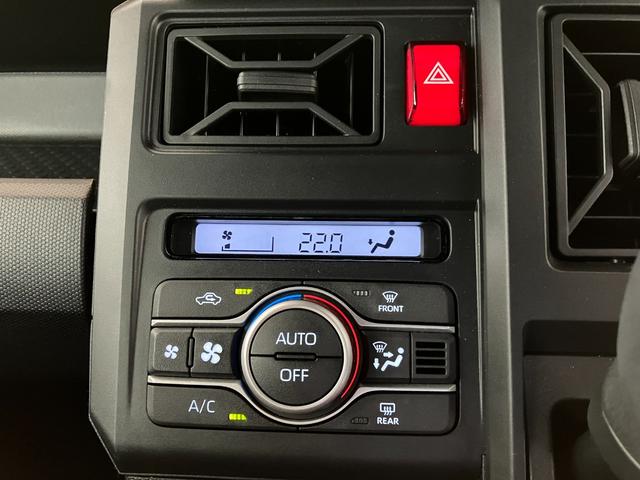 22.0
FRONT
AUTO
OFF
A/C
REAR